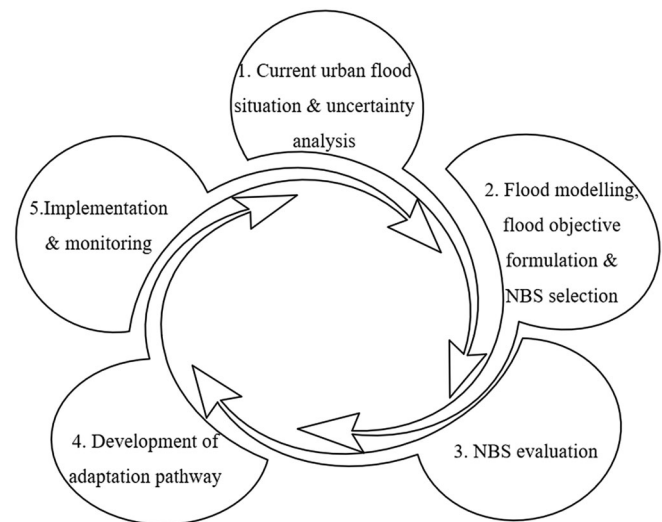 1. Current urban flood
situation & uncertainty
analysis
2. Flood modelling,
flood objective
formulation &
NBS selection
3. NBS evaluation
4. Development of
adaptation pathway
5.Implementation
& monitoring